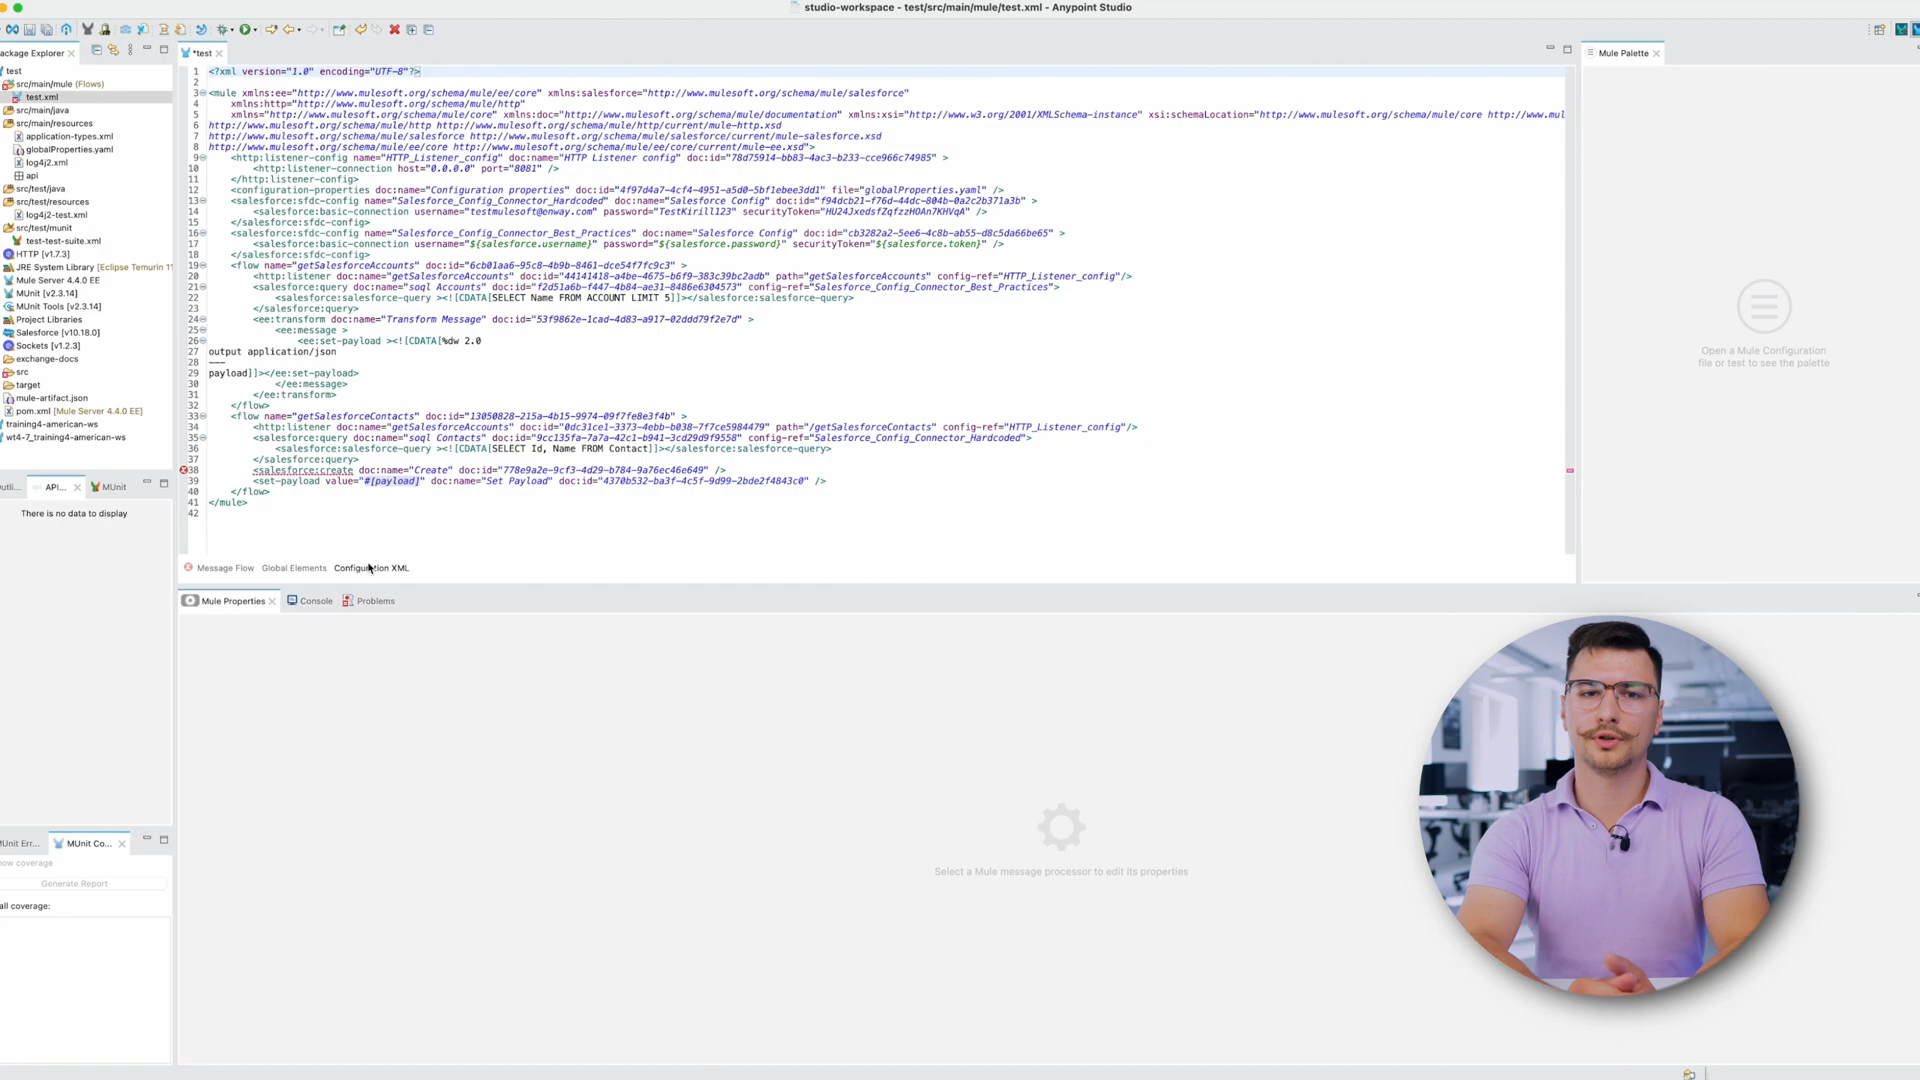 studio-workspace - test/src/main/mule/test.xml - Anypoint Studio
ackage Explorer
test
src/main/mule (Flows)
test.xml
src/main/java
src/main/resources
application-types.xml
globalProperties.yaml
log4j2.xml
api
src/test/java
src/test/resources
log4j2-test.xml
src/test/munit
test-test-suite.xml
HTTP [v1.7.3]
JRE System Library [Eclipse Temurin 11
Mule Server 4.4.0 EE
MUnit [v2.3.14]
MUnit Tools [v2.3.14]
Project Libraries
Salesforce [v10.18.0]
Sockets [v1.2.3]
exchange-docs
src
target
mule-artifact.json
pom.xml [Mule Server 4.4.0 EE]
training4-american-ws
wt4-7_training4-american-ws
*test
1 <?xml version="1.0" encoding="UTF-8"?>
2
3 <mule xmlns:ee="http://www.mulesoft.org/schema/mule/ee/core" xmlns:salesforce="http://www.mulesoft.org/schema/mule/salesforce"
4 xmlns:http="http://www.mulesoft.org/schema/mule/http"
5 xmlns="http://www.mulesoft.org/schema/mule/core" xmlns:doc="http://www.mulesoft.org/schema/mule/documentation" xmlns:xsi="http://www.w3.org/2001/XMLSchema-instance" xsi:schemaLocation="http://www.mulesoft.org/schema/mule/core http://www.mul
6 http://www.mulesoft.org/schema/mule/http http://www.mulesoft.org/schema/mule/http/current/mule-http.xsd
7 http://www.mulesoft.org/schema/mule/salesforce http://www.mulesoft.org/schema/mule/salesforce/current/mule-salesforce.xsd
8 http://www.mulesoft.org/schema/mule/ee/core http://www.mulesoft.org/schema/mule/ee/core/current/mule-ee.xsd">
9 <http:listener-config name="HTTP_Listener_config" doc:name="HTTP Listener config" doc:id="78d75914-bb83-4ac3-b233-cce966c74985" >
10 <http:listener-connection host="0.0.0.0" port="8081" />
11 </http:listener-config>
12 <configuration-properties doc:name="Configuration properties" doc:id="4f97d4a7-4cf4-4951-a5d0-5bf1ebee3dd1" file="globalProperties.yaml" />
13 <salesforce:sfdc-config name="Salesforce_Config_Connector_Hardcoded" doc:name="Salesforce Config" doc:id="f94dcb21-f76d-44dc-804b-0a2c2b371a3b" >
14 <salesforce:basic-connection username="testmulesoft@enway.com" password="TestKirill123" securityToken="HU24JxedsfZqfzzHOAn7KHVqA" />
15 </salesforce:sfdc-config>
16 <salesforce:sfdc-config name="Salesforce_Config_Connector_Best_Practices" doc:name="Salesforce Config" doc:id="cb3282a2-5ee6-4c8b-ab55-d8c5da66be65" >
17 <salesforce:basic-connection username="${salesforce.username}" password="${salesforce.password}" securityToken="${salesforce.token}" />
18 </salesforce:sfdc-config>
19 <flow name="getSalesforceAccounts" doc:id="6cb01aa6-95c8-4b9b-8461-dce54f7fc9c3" >
20 <http:listener doc:name="getSalesforceAccounts" doc:id="44141418-a4be-4675-b6f9-383c39bc2adb" path="getSalesforceAccounts" config-ref="HTTP_Listener_config"/>
21 <salesforce:query doc:name="soql Accounts" doc:id="f2d51a6b-f447-4b84-ae31-8486e6304573" config-ref="Salesforce_Config_Connector_Best_Practices">
22 <salesforce:salesforce-query ><![CDATA[SELECT Name FROM ACCOUNT LIMIT 5]]></salesforce:salesforce-query>
23 </salesforce:query>
24 <ee:transform doc:name="Transform Message" doc:id="53f9862e-1cad-4d83-a917-02ddd79f2e7d" >
25 <ee:message >
26 <ee:set-payload ><![CDATA[%dw 2.0
27 output application/json
28 ---
29 payload]]></ee:set-payload>
30 </ee:message>
31 </ee:transform>
32 </flow>
33 <flow name="getSalesforceContacts" doc:id="13050828-215a-4b15-9974-09f7fe8e3f4b" >
34 <http:listener doc:name="getSalesforceAccounts" doc:id="0dc31ce1-3373-4ebb-b038-7f7ce5984479" path="/getSalesforceContacts" config-ref="HTTP_Listener_config"/>
35 <salesforce:query doc:name="soql Contacts" doc:id="9cc135fa-7a7a-42c1-b941-3cd29d9f9558" config-ref="Salesforce_Config_Connector_Hardcoded">
36 <salesforce:salesforce-query ><![CDATA[SELECT Id, Name FROM Contact]]></salesforce:salesforce-query>
37 </salesforce:query>
38 <salesforce:create doc:name="Create" doc:id="778e9a2e-9cf3-4d29-b784-9a76ec46e649" />
39 <set-payload value="#[payload]" doc:name="Set Payload" doc:id="4370b532-ba3f-4c5f-9d99-2bde2f4843c0" />
40 </flow>
41 </mule>
42
Message Flow Global Elements Configuration XML
Mule Palette
Open a Mule Configuration
file or test to see the palette
utli... API... MUnit
There is no data to display
Mule Properties Console Problems
Select a Mule message processor to edit its properties
MUnit Err... MUnit Co...
how coverage
Generate Report
all coverage: